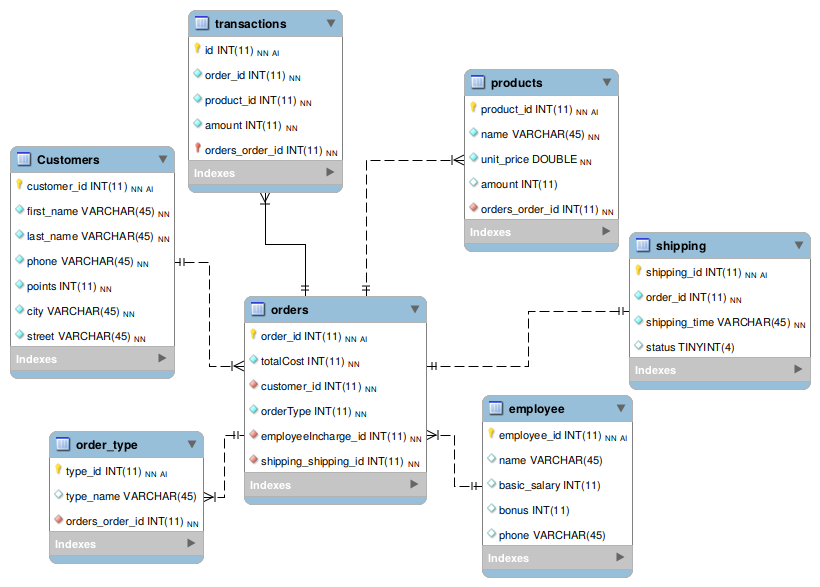 transactions
id INT(11) NN AI
order_id INT(11) NN
product_id INT(11) NN
amount INT(11) NN
orders_order_id INT(11) NN
Indexes
products
product_id INT(11) NN AI
name VARCHAR(45) NN
unit_price DOUBLE NN
amount INT(11)
orders_order_id INT(11) NN
Indexes
Customers
customer_id INT(11) NN AI
first_name VARCHAR(45) NN
last_name VARCHAR(45) NN
phone VARCHAR(45) NN
points INT(11) NN
city VARCHAR(45) NN
street VARCHAR(45) NN
Indexes
shipping
shipping_id INT(11) NN AI
order_id INT(11) NN
shipping_time VARCHAR(45) NN
status TINYINT(4)
Indexes
orders
order_id INT(11) NN AI
totalCost INT(11) NN
customer_id INT(11) NN
orderType INT(11) NN
employeeIncharge_id INT(11) NN
shipping_shipping_id INT(11) NN
Indexes
employee
employee_id INT(11) NN AI
name VARCHAR(45)
basic_salary INT(11)
bonus INT(11)
phone VARCHAR(45)
Indexes
order_type
type_id INT(11) NN AI
type_name VARCHAR(45)
orders_order_id INT(11) NN
Indexes